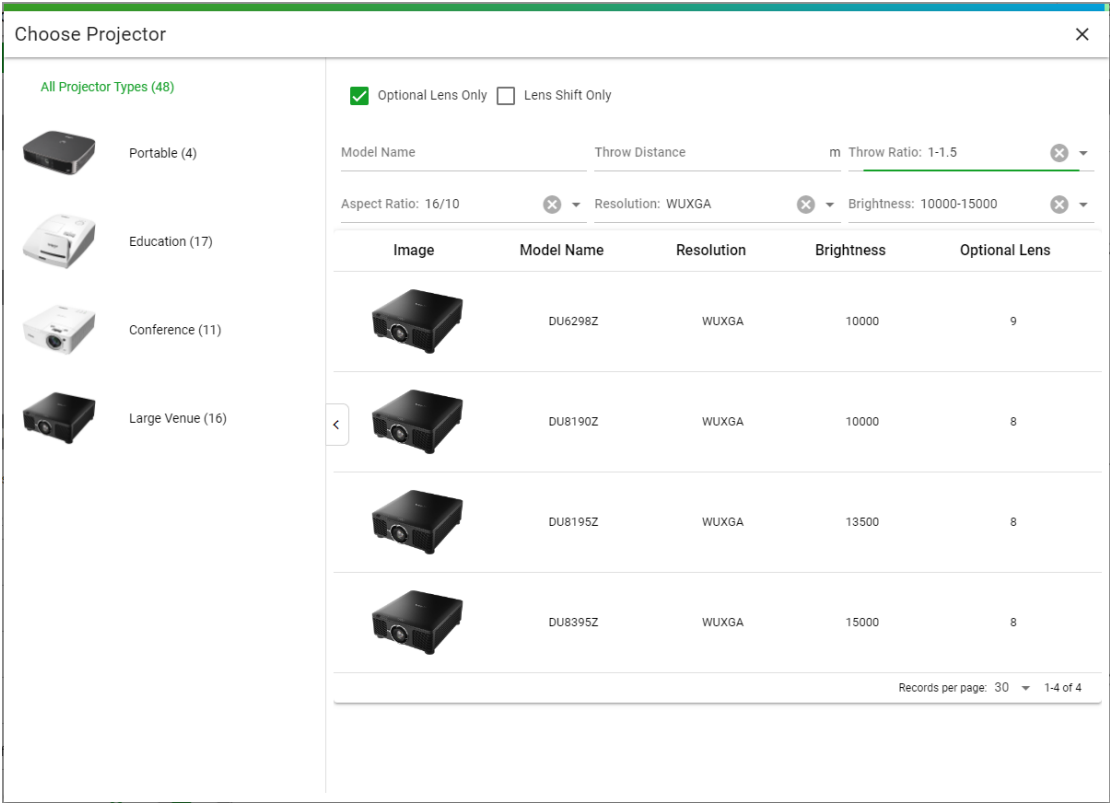 Choose Projector
All Projector Types (48)
Portable (4)
Education (17)
Conference (11)
Large Venue (16)
Optional Lens Only Lens Shift Only
Model Name Throw Distance m Throw Ratio: 1-1.5
Aspect Ratio: 16/10 Resolution: WUXGA Brightness: 10000-15000
Image Model Name Resolution Brightness Optional Lens
DU6298Z WUXGA 10000 9
DU8190Z WUXGA 10000 8
DU8195Z WUXGA 13500 8
DU8395Z WUXGA 15000 8
Records per page: 30 1-4 of 4